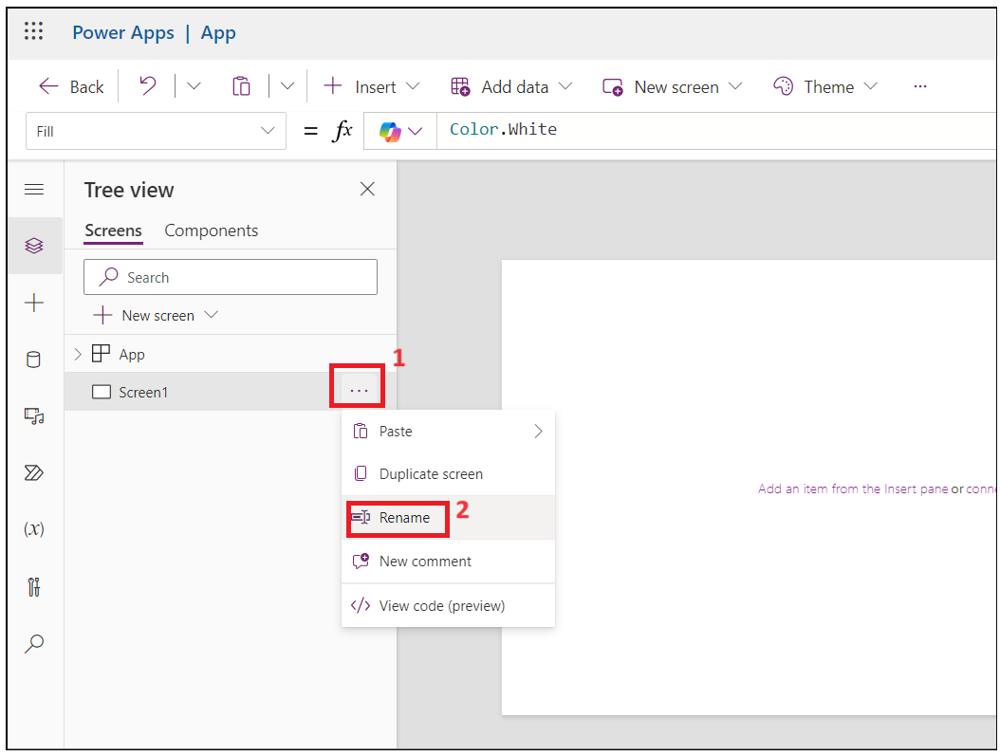 Power Apps | App
Back Insert Add data New screen Theme ...
Fill = fx Color.White
Tree view
Screens Components
Search
New screen
App
1
Screen1 ...
Paste
Duplicate screen
Add an item from the Insert pane or conne
Rename 2
(x)
New comment
</> View code (preview)